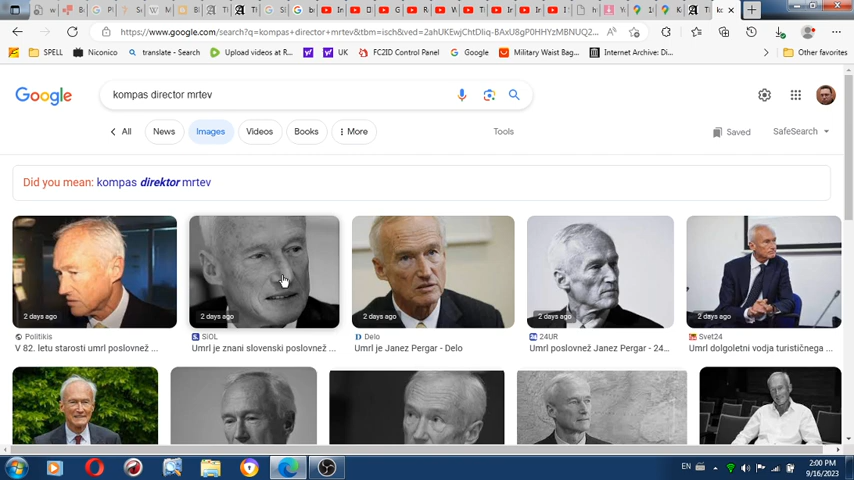 https://www.google.com/search?q=kompas+director+mrtev&tbm=isch&ved=2ahUKEwjChtDliq-BAxU8gP0HHYzMBNUQ2...
SPELL
Niconico
translate - Search
Upload videos at R...
UK
FC2ID Control Panel
Google
Military Waist Bag...
Internet Archive: Di...
Other favorites
Google
kompas director mrtev
All
News
Images
Videos
Books
More
Tools
Saved
SafeSearch
Did you mean: kompas direktor mrtev
2 days ago
2 days ago
2 days ago
2 days ago
2 days ago
Politikis
SiOL
Delo
24UR
Svet24
V 82. letu starosti umrl poslovnež ...
Umrl je znani slovenski poslovnež ...
Umrl je Janez Pergar - Delo
Umrl poslovnež Janez Pergar - 24...
Umrl dolgoletni vodja turističnega ...
EN
2:00 PM
9/16/2023